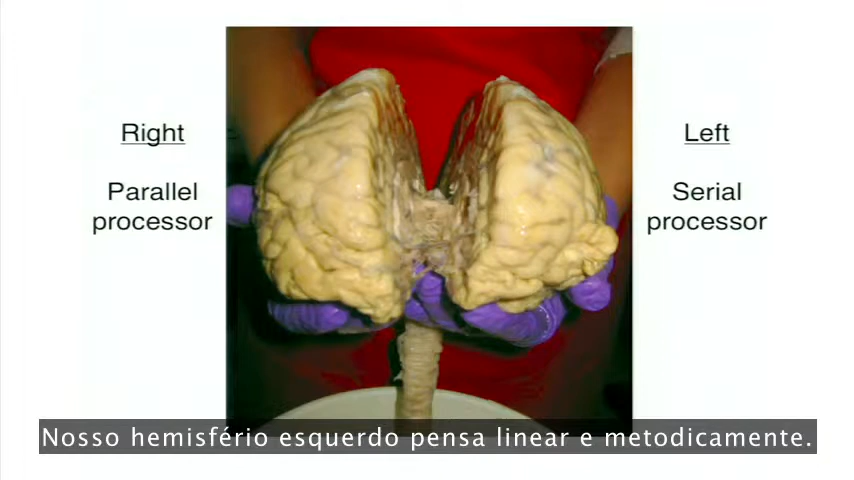 Right
Parallel
processor
Left
Serial
processor
Nosso hemisfério esquerdo pensa linear e metodicamente.